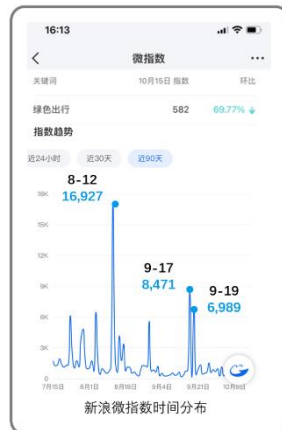 16:13
微指数
关键词 10月15日 指数 环比
绿色出行 582 69.77%
指数趋势
近24小时 近30天 近90天
8-12
16,927
18K
15K
12K
9-17
8,471
9-19
6,989
9K
6K
3K
0
7月15日 8月1日 8月18日 9月4日 9月21日 10月8日
新浪微指数时间分布